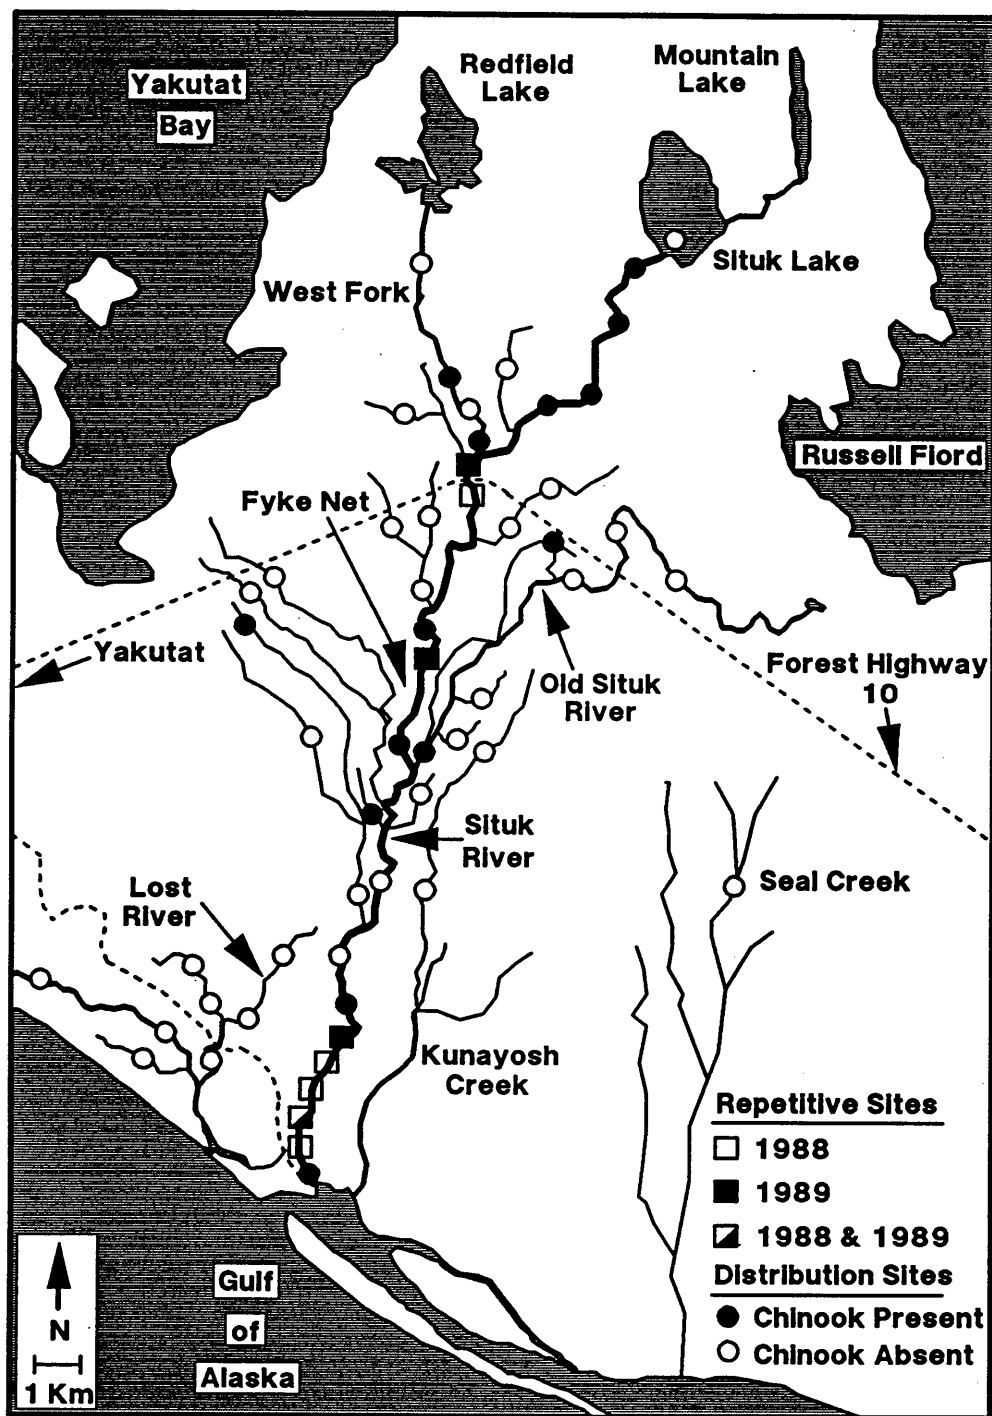 Yakutat
Bay
Redfield
Lake
Mountain
Lake
Situk Lake
West Fork
Russell Fiord
Fyke Net
Yakutat
Old Situk
River
Forest Highway
10
Situk
River
Lost
River
Seal Creek
Kunayosh
Creek
Repetitive Sites
1988
1989
1988 & 1989
Distribution Sites
Chinook Present
Chinook Absent
Gulf
of
Alaska
N
1 Km